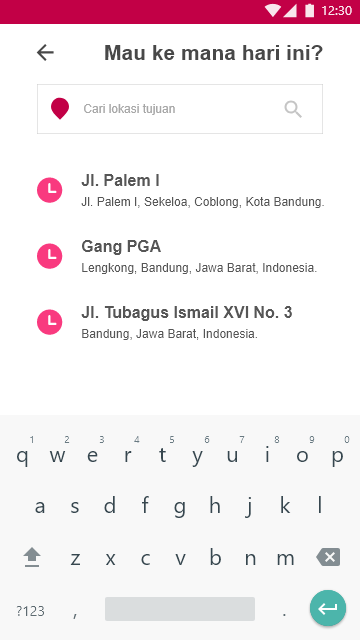 12:30
Mau ke mana hari ini?
Cari lokasi tujuan
Jl. Palem I
Jl. Palem I, Sekeloa, Coblong, Kota Bandung.
Gang PGA
Lengkong, Bandung, Jawa Barat, Indonesia.
Jl. Tubagus Ismail XVI No. 3
Bandung, Jawa Barat, Indonesia.
1 2 3 4 5 6 7 8 9 0
q w e r t y u i o p
a s d f g h j k l
z x c v b n m
?123 , .